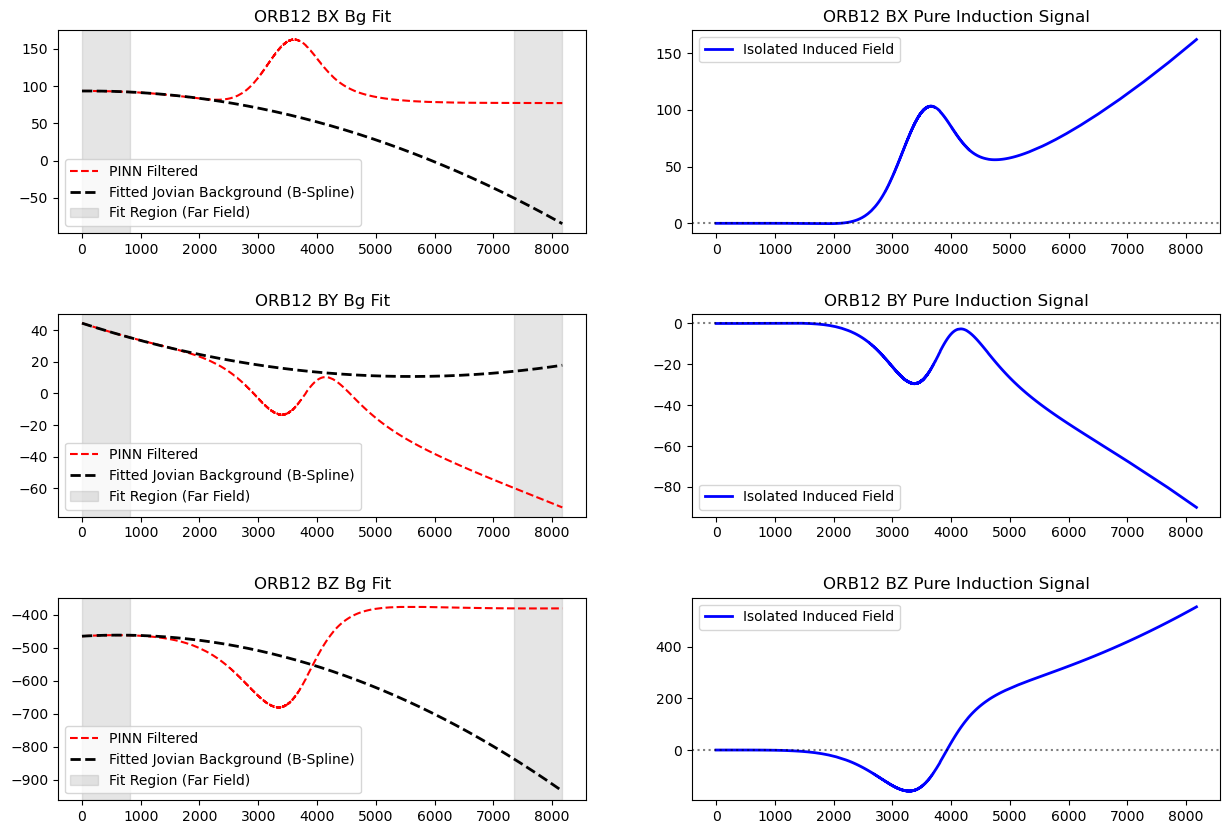 ORB12 BX Bg Fit
150
100
50
0
−50
PINN Filtered
Fitted Jovian Background (B-Spline)
Fit Region (Far Field)
0 1000 2000 3000 4000 5000 6000 7000 8000
ORB12 BX Pure Induction Signal
150
100
50
0
Isolated Induced Field
0 1000 2000 3000 4000 5000 6000 7000 8000
ORB12 BY Bg Fit
40
20
0
−20
−40
−60
PINN Filtered
Fitted Jovian Background (B-Spline)
Fit Region (Far Field)
0 1000 2000 3000 4000 5000 6000 7000 8000
ORB12 BY Pure Induction Signal
0
−20
−40
−60
−80
Isolated Induced Field
0 1000 2000 3000 4000 5000 6000 7000 8000
ORB12 BZ Bg Fit
−400
−500
−600
−700
−800
−900
PINN Filtered
Fitted Jovian Background (B-Spline)
Fit Region (Far Field)
0 1000 2000 3000 4000 5000 6000 7000 8000
ORB12 BZ Pure Induction Signal
Isolated Induced Field
400
200
0
0 1000 2000 3000 4000 5000 6000 7000 8000